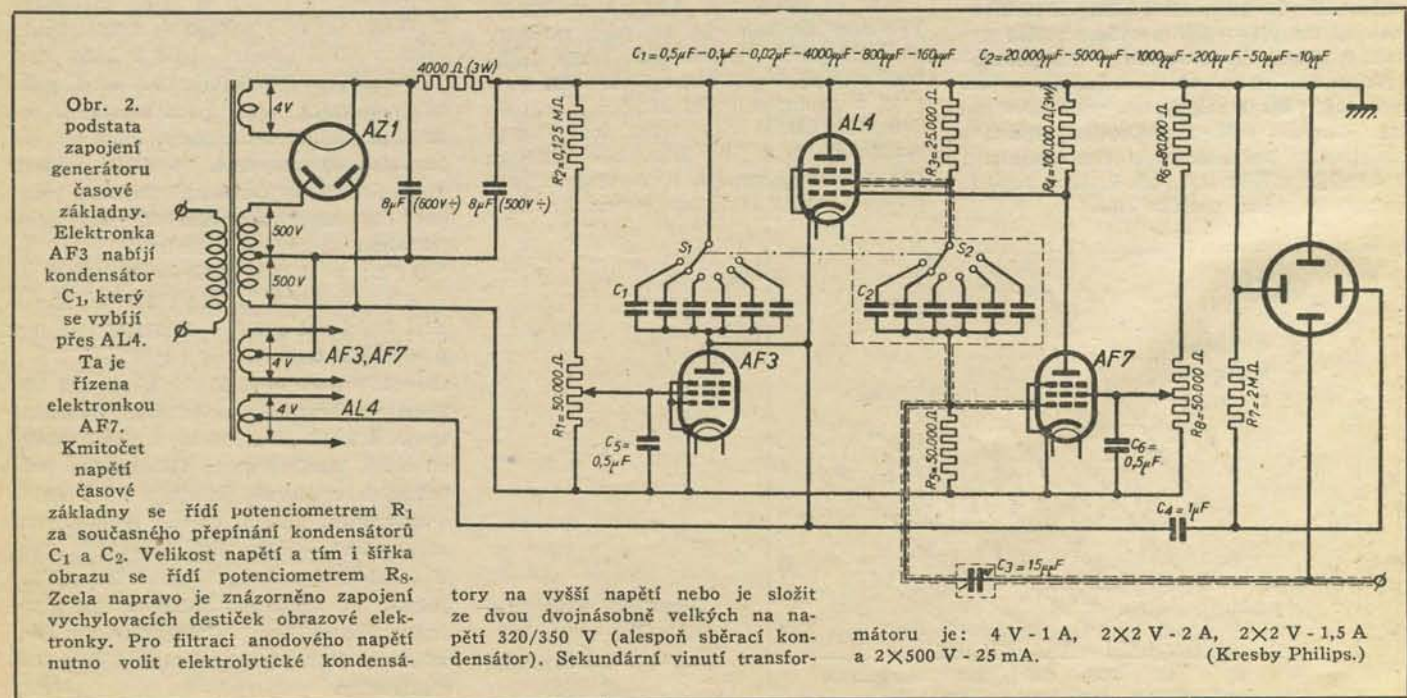 Obr. 2.
podstata
zapojení
generátoru
časové
základny.
Elektronka
AF3 nabíjí
kondensátor
C₁, který
se vybíjí
přes AL4.
Ta je
řízena
elektronkou
AF7.
Kmitočet
napětí
časové
základny se řídí potenciometrem R₁
za současného přepínání kondensátorů
C₁ a C₂. Velikost napětí a tím i šířka
obrazu se řídí potenciometrem R₈.
Zcela napravo je znázorněno zapojení
vychylovacích destiček obrazové elek-
tronky. Pro filtraci anodového napětí
nutno volit elektrolytické kondensá-
tory na vyšší napětí nebo je složit
ze dvou dvojnásobně velkých na na-
pětí 320/350 V (alespoň sběrací kon-
densátor). Sekundární vinutí transfor-
mátoru je: 4 V - 1 A, 2×2 V - 2 A, 2×2 V - 1,5 A
a 2×500 V - 25 mA. (Kresby Philips.)
4V
AZ1
500V
500V
4V
AF3, AF7
4V
AL4
4000 Ω (3W)
8μF (600V÷)
8μF (500V÷)
R₂=0,125 MΩ
R₁=50.000 Ω
C₅=
0,5μF
C₁=0,5μF-0,1μF-0,02μF-4000μμF-800μμF-160μμF
S₁
C₁
AF3
AL4
R₃=25.000 Ω
R₄=100.000 Ω(3W)
S₂
C₂
R₅=50.000 Ω
AF7
C₂=20.000μμF-5000μμF-1000μμF-200μμF-50μμF-10μμF
R₆=80.000 Ω
R₈=50.000 Ω
C₆=
0,5μF
R₇=2MΩ
C₄=1μF
C₃=15μμF